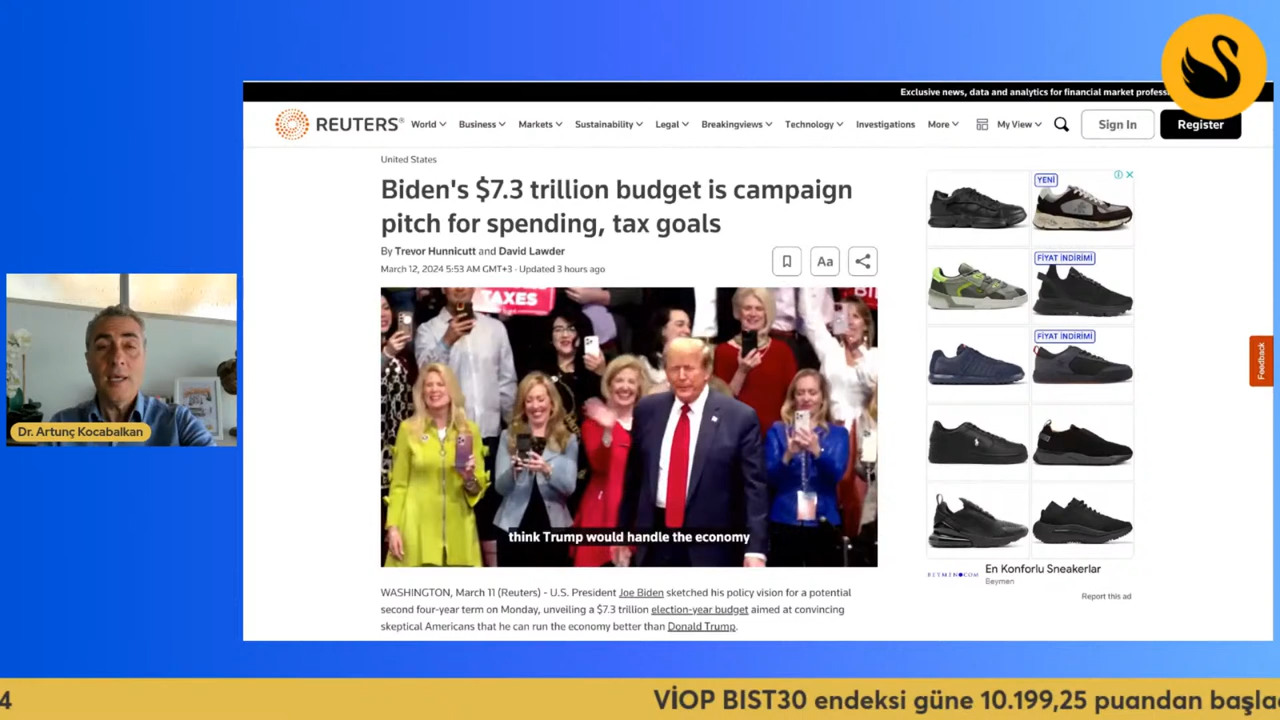 Exclusive news, data and analytics for financial market profess
REUTERS®
World
Business
Markets
Sustainability
Legal
Breakingviews
Technology
Investigations
More
My View
Sign In
Register
United States
Biden's $7.3 trillion budget is campaign
pitch for spending, tax goals
By Trevor Hunnicutt and David Lawder
March 12, 2024 5:53 AM GMT+3 · Updated 3 hours ago
Aa
TAXES
think Trump would handle the economy
WASHINGTON, March 11 (Reuters) - U.S. President Joe Biden sketched his policy vision for a potential
second four-year term on Monday, unveiling a $7.3 trillion election-year budget aimed at convincing
skeptical Americans that he can run the economy better than Donald Trump.
YENİ
FİYAT İNDİRİMİ
FİYAT İNDİRİMİ
BEYMEN.COM
En Konforlu Sneakerlar
Beymen
Report this ad
Feedback
Dr. Artunç Kocabalkan
4
VİOP BIST30 endeksi güne 10.199,25 puandan başla